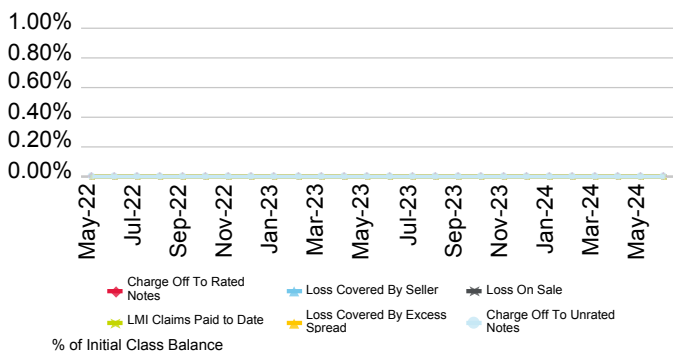 1.00%
0.80%
0.60%
0.40%
0.20%
0.00%
May-22
Jul-22
Sep-22
Nov-22
Jan-23
Mar-23
May-23
Jul-23
Sep-23
Nov-23
Jan-24
Mar-24
May-24
Charge Off To Rated
Notes
Loss Covered By Seller
Loss On Sale
LMI Claims Paid to Date
Loss Covered By Excess
Spread
Charge Off To Unrated
Notes
% of Initial Class Balance